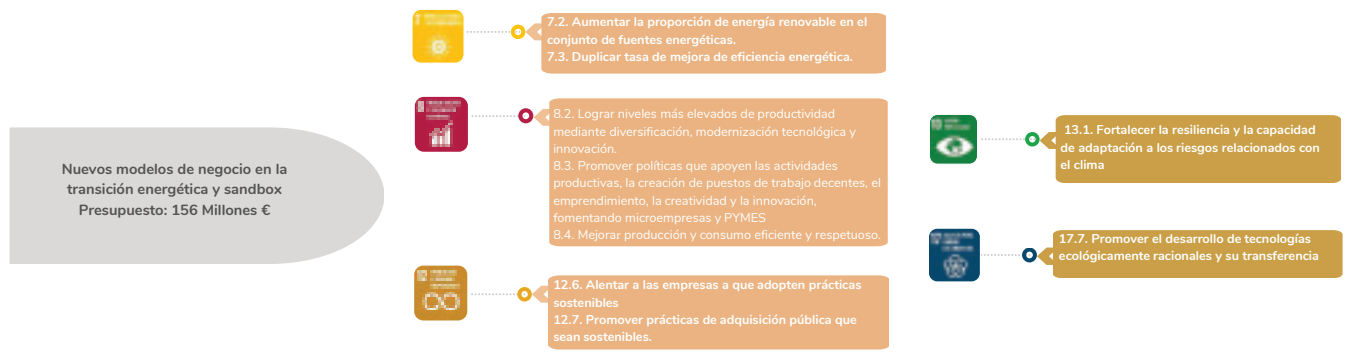 Nuevos modelos de negocio en la
transición energética y sandbox
Presupuesto: 156 Millones €
7.2. Aumentar la proporción de energía renovable en el
conjunto de fuentes energéticas.
7.3. Duplicar tasa de mejora de eficiencia energética.
8.2. Lograr niveles más elevados de productividad
mediante diversificación, modernización tecnológica y
innovación.
8.3. Promover políticas que apoyen las actividades
productivas, la creación de puestos de trabajo decentes, el
emprendimiento, la creatividad y la innovación,
fomentando microempresas y PYMES
8.4. Mejorar producción y consumo eficiente y respetuoso.
12.6. Alentar a las empresas a que adopten prácticas
sostenibles
12.7. Promover prácticas de adquisición pública que
sean sostenibles.
13.1. Fortalecer la resiliencia y la capacidad
de adaptación a los riesgos relacionados con
el clima
17.7. Promover el desarrollo de tecnologías
ecológicamente racionales y su transferencia